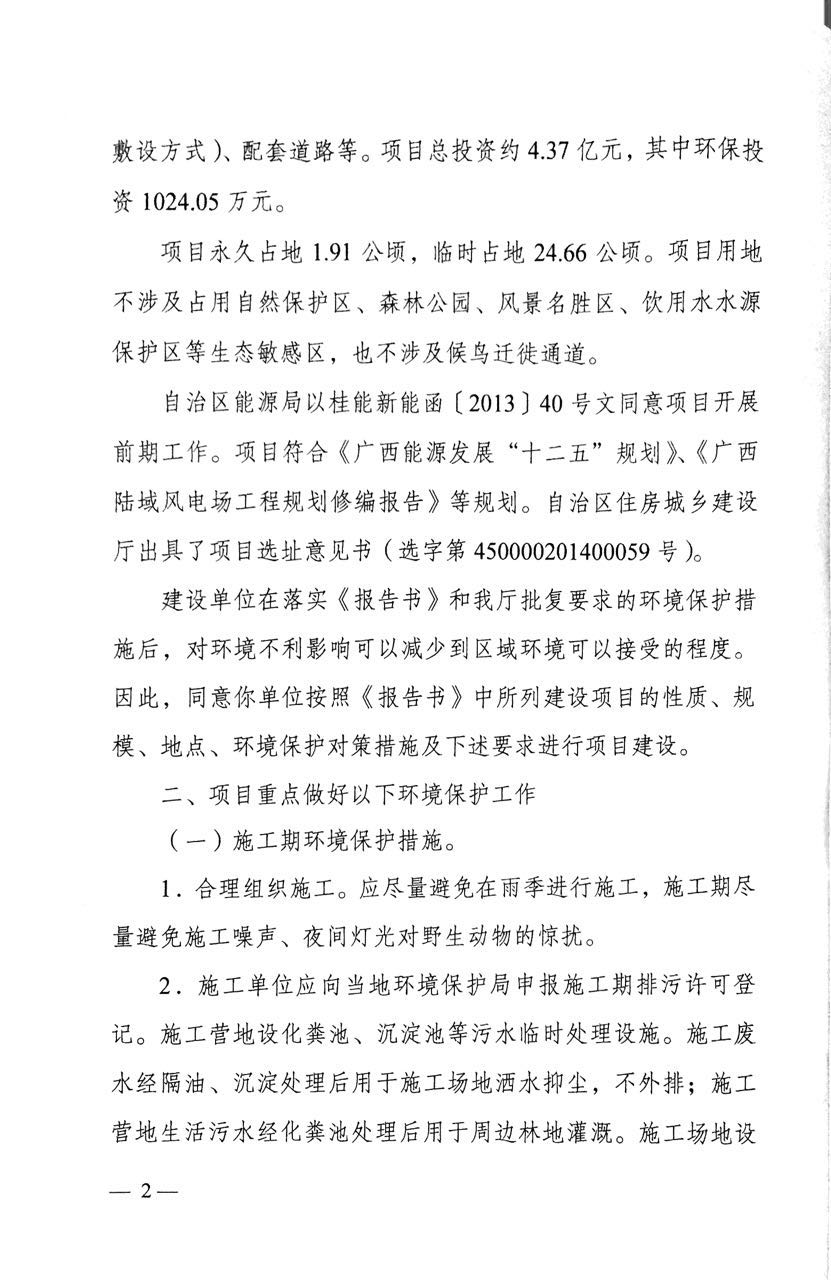 敷设方式)、配套道路等。项目总投资约 4.37 亿元，其中环保投
资 1024.05 万元。
项目永久占地 1.91 公顷，临时占地 24.66 公顷。项目用地
不涉及占用自然保护区、森林公园、风景名胜区、饮用水水源
保护区等生态敏感区，也不涉及候鸟迁徙通道。
自治区能源局以桂能新能函〔2013〕40 号文同意项目开展
前期工作。项目符合《广西能源发展“十二五”规划》、《广西
陆域风电场工程规划修编报告》等规划。自治区住房城乡建设
厅出具了项目选址意见书(选字第 450000201400059 号)。
建设单位在落实《报告书》和我厅批复要求的环境保护措
施后，对环境不利影响可以减少到区域环境可以接受的程度。
因此，同意你单位按照《报告书》中所列建设项目的性质、规
模、地点、环境保护对策措施及下述要求进行项目建设。
二、项目重点做好以下环境保护工作
(一)施工期环境保护措施。
1．合理组织施工。应尽量避免在雨季进行施工，施工期尽
量避免施工噪声、夜间灯光对野生动物的惊扰。
2．施工单位应向当地环境保护局申报施工期排污许可登
记。施工营地设化粪池、沉淀池等污水临时处理设施。施工废
水经隔油、沉淀处理后用于施工场地洒水抑尘，不外排；施工
营地生活污水经化粪池处理后用于周边林地灌溉。施工场地设
— 2 —